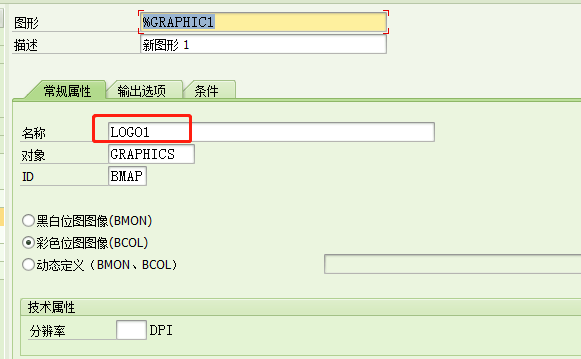 图形 %GRAPHIC1
描述 新图形 1
常规属性 输出选项 条件
名称 LOGO1
对象 GRAPHICS
ID BMAP
黑白位图图像(BMON)
彩色位图图像(BCOL)
动态定义（BMON、BCOL）
技术属性
分辨率 DPI